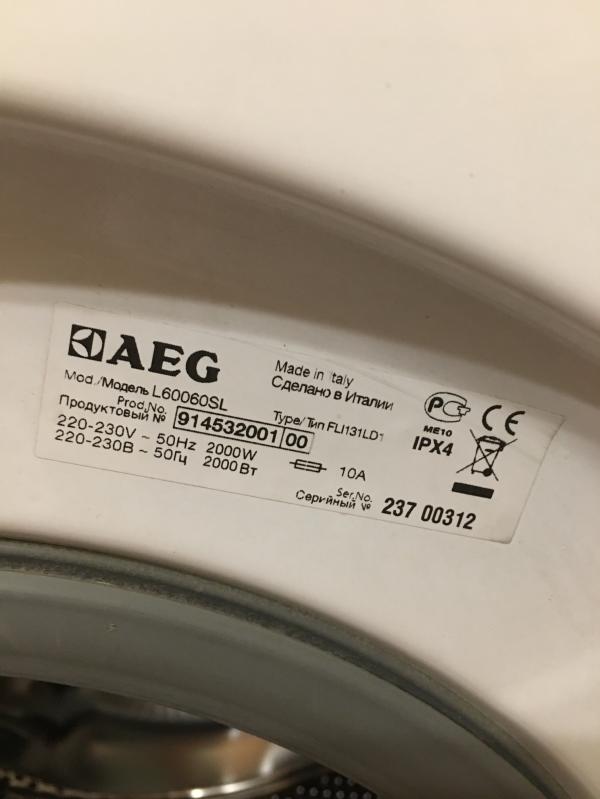 AEG
Made in Italy
Сделано в Италии
Mod./Модель L60060SL
Prod.No.
Продуктовый № 914532001 00
Type/Тип FLI131LD1
220-230V ~ 50Hz 2000W
220-230В ~ 50Гц 2000Вт
10A
РС
ME10
CE
IPX4
Ser.No.
Серийный № 237 00312